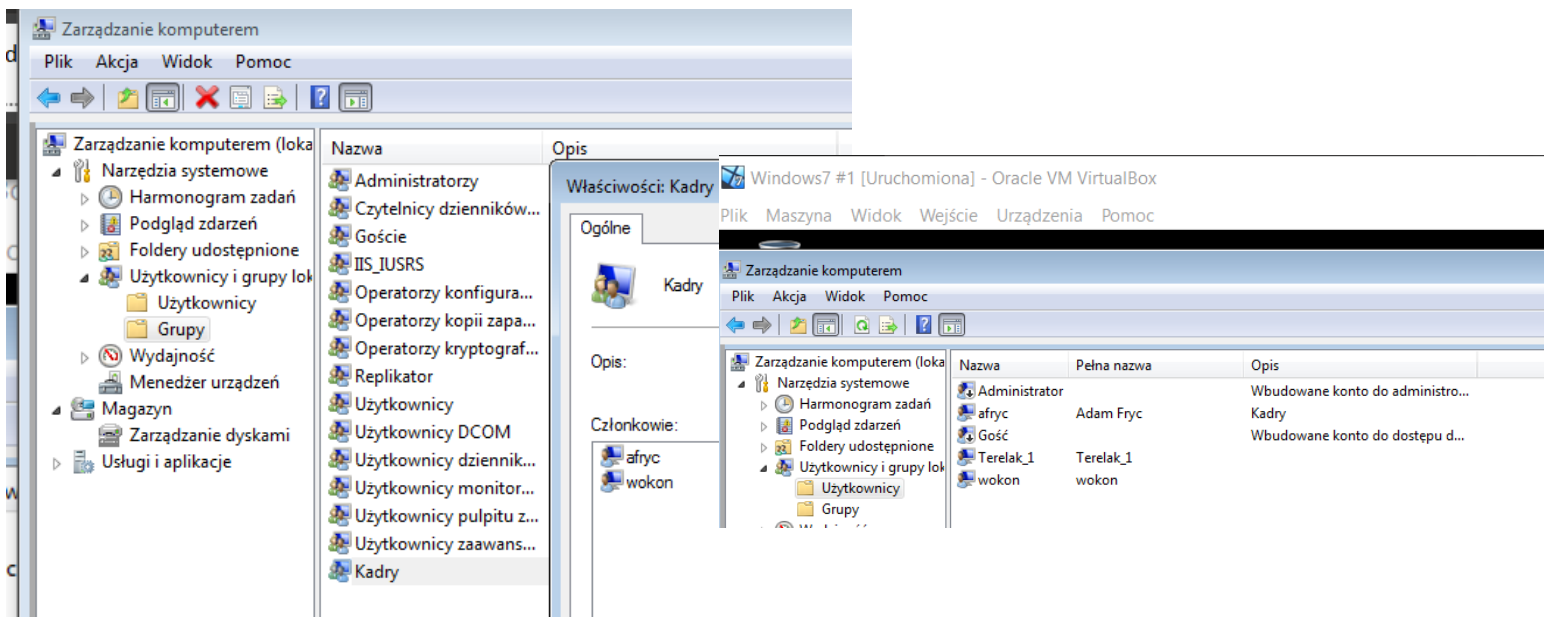 Zarządzanie komputerem
Plik Akcja Widok Pomoc
Zarządzanie komputerem (loka
Narzędzia systemowe
Harmonogram zadań
Podgląd zdarzeń
Foldery udostępnione
Użytkownicy i grupy lok
Użytkownicy
Grupy
Wydajność
Menedżer urządzeń
Magazyn
Zarządzanie dyskami
Usługi i aplikacje
Nazwa Opis
Administratorzy
Czytelnicy dzienników...
Goście
IIS_IUSRS
Operatorzy konfigura...
Operatorzy kopii zapa...
Operatorzy kryptograf...
Replikator
Użytkownicy
Użytkownicy DCOM
Użytkownicy dziennik...
Użytkownicy monitor...
Użytkownicy pulpitu z...
Użytkownicy zaawans...
Kadry
Właściwości: Kadry
Ogólne
Kadry
Opis:
Członkowie:
afryc
wokon
Windows7 #1 [Uruchomiona] - Oracle VM VirtualBox
Plik Maszyna Widok Wejście Urządzenia Pomoc
Zarządzanie komputerem
Plik Akcja Widok Pomoc
Zarządzanie komputerem (loka
Narzędzia systemowe
Harmonogram zadań
Podgląd zdarzeń
Foldery udostępnione
Użytkownicy i grupy lok
Użytkownicy
Grupy
Nazwa Pełna nazwa Opis
Administrator Wbudowane konto do administro...
afryc Adam Fryc Kadry
Gość Wbudowane konto do dostępu d...
Terelak_1 Terelak_1
wokon wokon